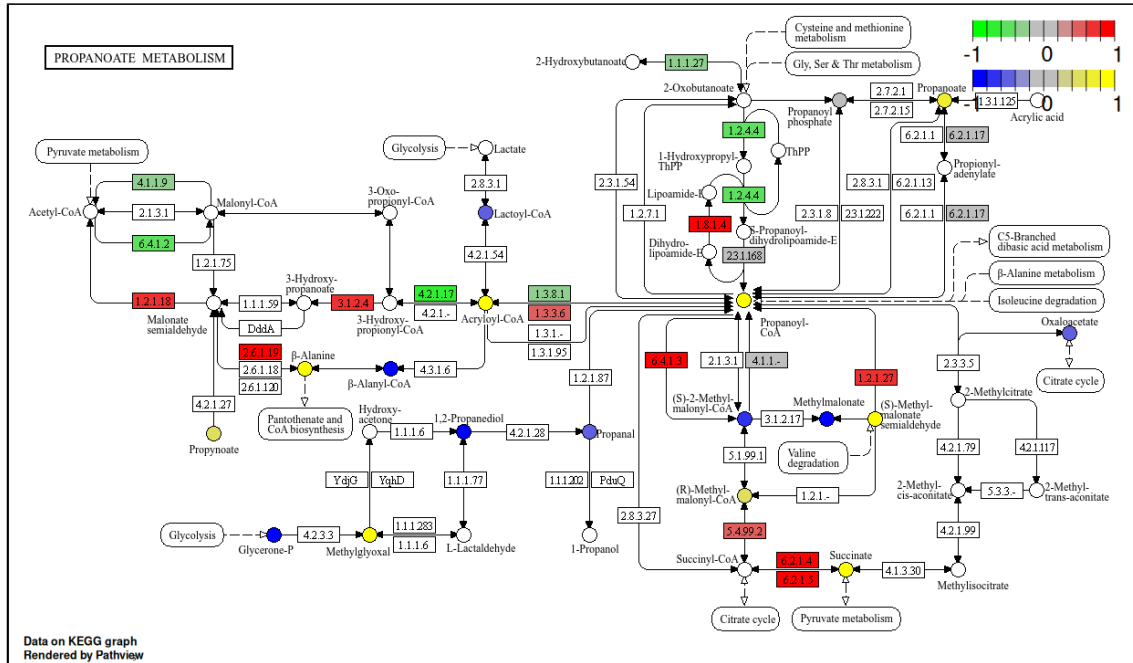 PROPANOATE METABOLISM
Cysteine and methionine
metabolism
Gly, Ser & Thr metabolism
-1 0 1
-1 0 1
2-Hydroxybutanoate
1.1.1.27
2-Oxobutanoate
Propanoyl
phosphate
2.7.2.1
2.7.2.15
Propanoate
1.3.1.125
Acrylic acid
6.2.1.1
6.2.1.17
Propionyl-
adenylate
6.2.1.1
6.2.1.17
1.2.4.4
ThPP
1-Hydroxypropyl-
ThPP
Lipoamide-E
1.2.4.4
1.8.1.4
S-Propanoyl-
dihydrolipoamide-E
Dihydro-
lipoamide-E
2.3.1.168
2.3.1.54
1.2.7.1
2.3.1.8
2.3.1.222
2.8.3.1
6.2.1.13
Pyruvate metabolism
Glycolysis
Lactate
2.8.3.1
Lactoyl-CoA
4.2.1.54
4.1.1.9
Acetyl-CoA
2.1.3.1
Malonyl-CoA
6.4.1.2
3-Oxo-
propionyl-CoA
1.2.1.75
3-Hydroxy-
propanoate
1.2.1.18
Malonate
semialdehyde
1.1.1.59
DddA
3.1.2.4
3-Hydroxy-
propionyl-CoA
4.2.1.17
4.2.1.-
Acryloyl-CoA
1.3.8.1
1.3.3.6
1.3.1.-
1.3.1.95
Propanoyl-
CoA
C5-Branched
dibasic acid metabolism
β-Alanine metabolism
Isoleucine degradation
Oxaloacetate
2.3.3.5
Citrate cycle
2.6.1.19
2.6.1.18
2.6.1.120
β-Alanine
β-Alanyl-CoA
4.3.1.6
1.2.1.87
6.4.1.3
2.1.3.1
4.1.1.-
1.2.1.27
4.2.1.27
Propynoate
Pantothenate and
CoA biosynthesis
Hydroxy-
acetone
1.1.1.6
1,2-Propanediol
4.2.1.28
Propanal
(S)-2-Methyl-
malonyl-CoA
3.1.2.17
Methylmalonate
(S)-Methyl-
malonate
semialdehyde
2-Methylcitrate
5.1.99.1
Valine
degradation
4.2.1.79
4.2.1.117
YdjG
YqhD
1.1.1.77
1.1.1.202
PduQ
(R)-Methyl-
malonyl-CoA
1.2.1.-
2-Methyl-
cis-aconitate
5.3.3.-
2-Methyl-
trans-aconitate
2.8.3.27
5.4.99.2
4.2.1.99
Glycolysis
Glycerone-P
4.2.3.3
Methylglyoxal
1.1.1.283
1.1.1.6
L-Lactaldehyde
1-Propanol
Succinyl-CoA
6.2.1.4
6.2.1.5
Succinate
4.1.3.30
Methylisocitrate
Citrate cycle
Pyruvate metabolism
Data on KEGG graph
Rendered by Pathview